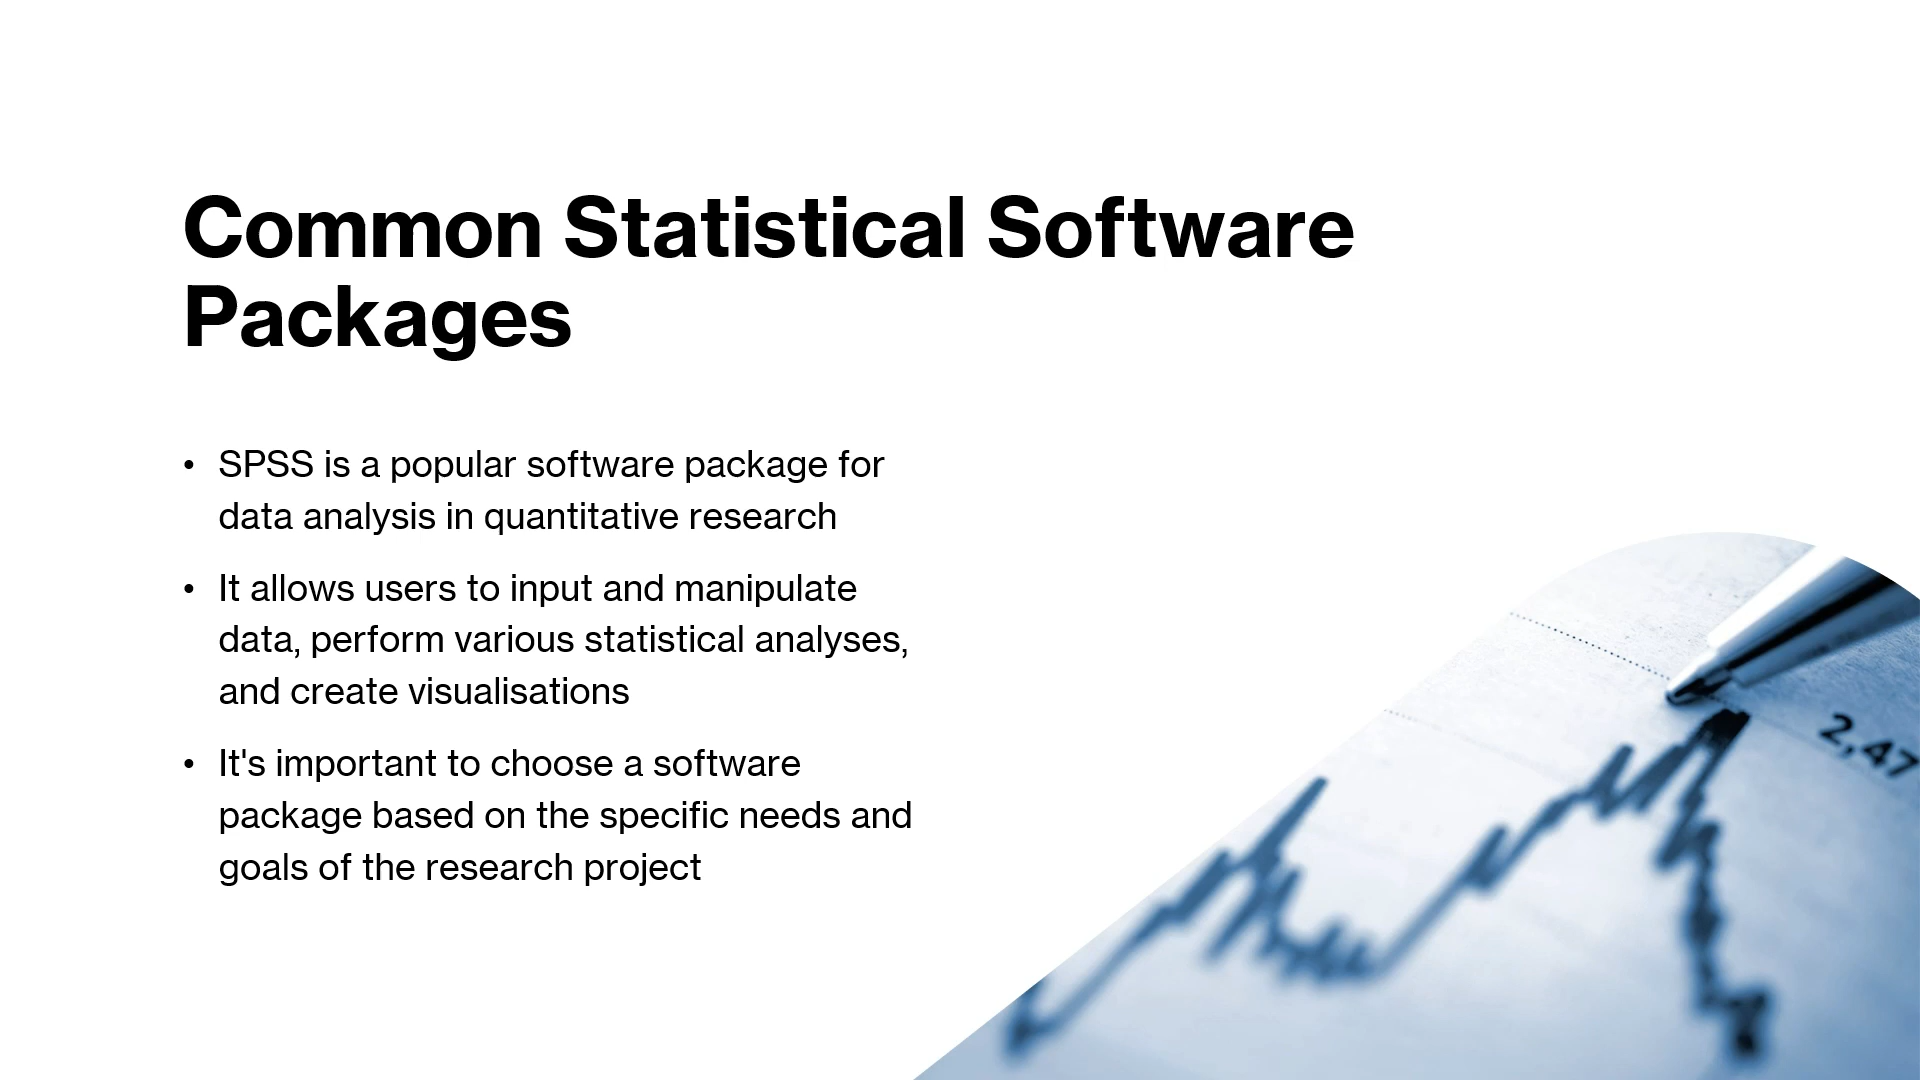 Common Statistical Software
Packages
• SPSS is a popular software package for
data analysis in quantitative research
• It allows users to input and manipulate
data, perform various statistical analyses,
and create visualisations
• It's important to choose a software
package based on the specific needs and
goals of the research project
2,47